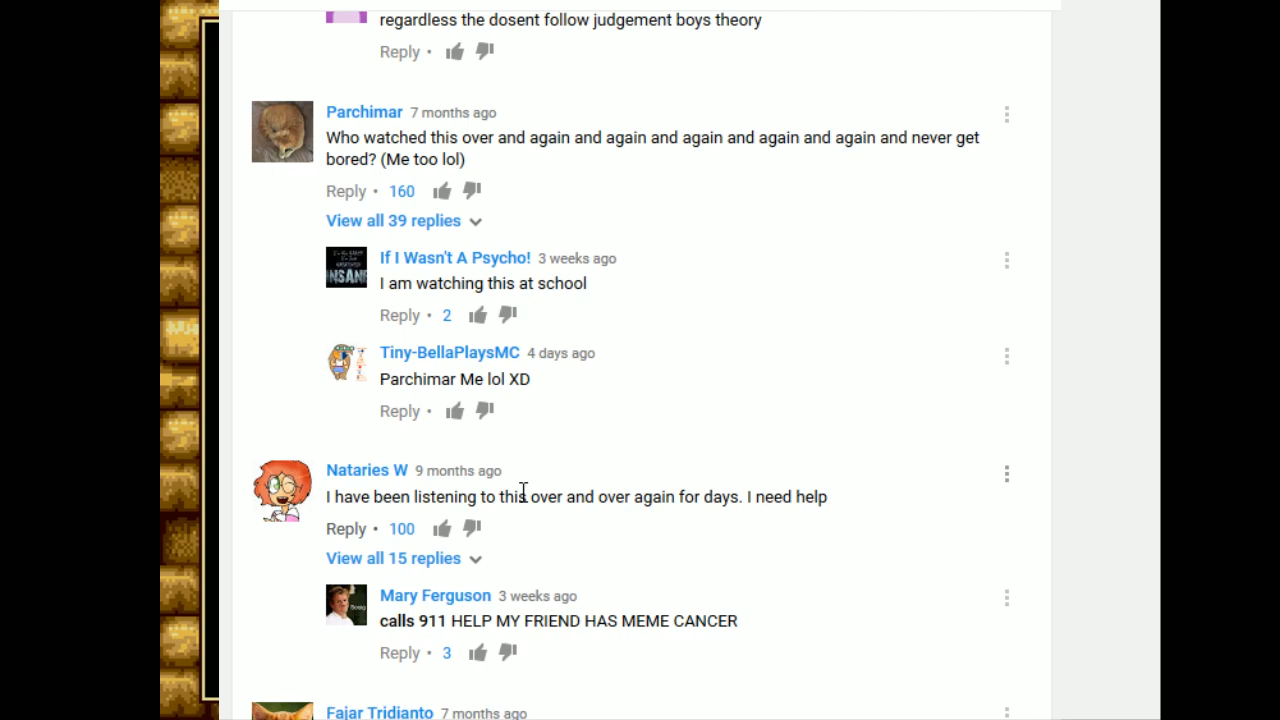 regardless the dosent follow judgement boys theory
Reply •
Parchimar 7 months ago
Who watched this over and again and again and again and again and again and never get
bored? (Me too lol)
Reply • 160
View all 39 replies
If I Wasn't A Psycho! 3 weeks ago
I am watching this at school
Reply • 2
Tiny-BellaPlaysMC 4 days ago
Parchimar Me lol XD
Reply •
Nataries W 9 months ago
I have been listening to this over and over again for days. I need help
Reply • 100
View all 15 replies
Mary Ferguson 3 weeks ago
calls 911 HELP MY FRIEND HAS MEME CANCER
Reply • 3
Fajar Tridianto 7 months ago